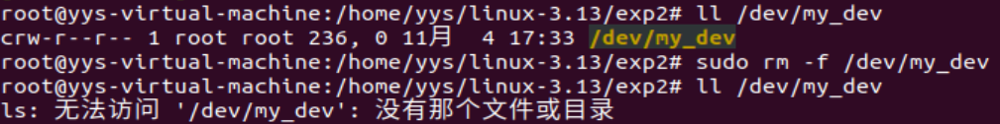 root@yys-virtual-machine:/home/yys/linux-3.13/exp2# ll /dev/my_dev
crw-r--r-- 1 root root 236, 0 11月  4 17:33 /dev/my_dev
root@yys-virtual-machine:/home/yys/linux-3.13/exp2# sudo rm -f /dev/my_dev
root@yys-virtual-machine:/home/yys/linux-3.13/exp2# ll /dev/my_dev
ls: 无法访问 '/dev/my_dev': 没有那个文件或目录